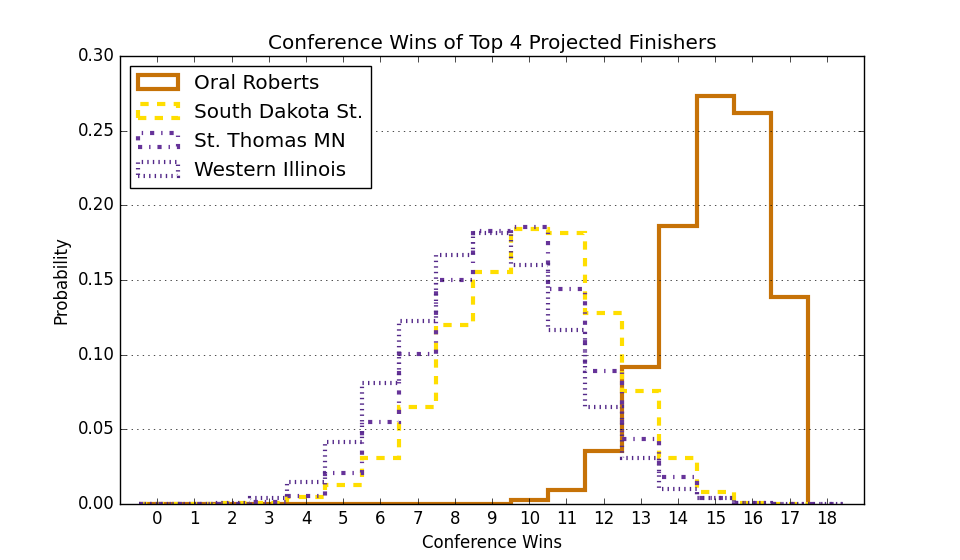 Conference Wins of Top 4 Projected Finishers
Oral Roberts
South Dakota St.
St. Thomas MN
Western Illinois
0.30
0.25
0.20
0.15
0.10
0.05
0.00
Probability
0 1 2 3 4 5 6 7 8 9 10 11 12 13 14 15 16 17 18
Conference Wins